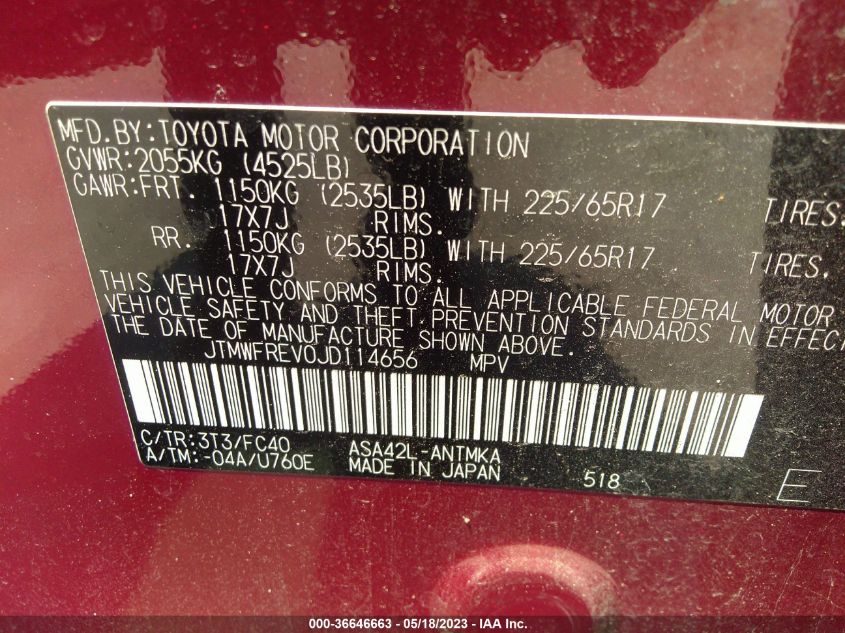 MFD.BY:TOYOTA MOTOR CORPORATION
GVWR:2055KG (4525LB)
GAWR:FRT. 1150KG (2535LB) WITH 225/65R17 TIRES.
17X7J RIMS.
RR. 1150KG (2535LB) WITH 225/65R17 TIRES,
17X7J RIMS.
THIS VEHICLE CONFORMS TO ALL APPLICABLE FEDERAL MOTOR
VEHICLE SAFETY AND THEFT PREVENTION STANDARDS IN EFFEC
THE DATE OF MANUFACTURE SHOWN ABOVE.
JTMWFREV0JD114656 MPV
C/TR:3T3/FC40 ASA42L-ANTMKA
A/TM:-04A/U760E MADE IN JAPAN 518 E
000-36646663 — 05/18/2023 — IAA Inc.